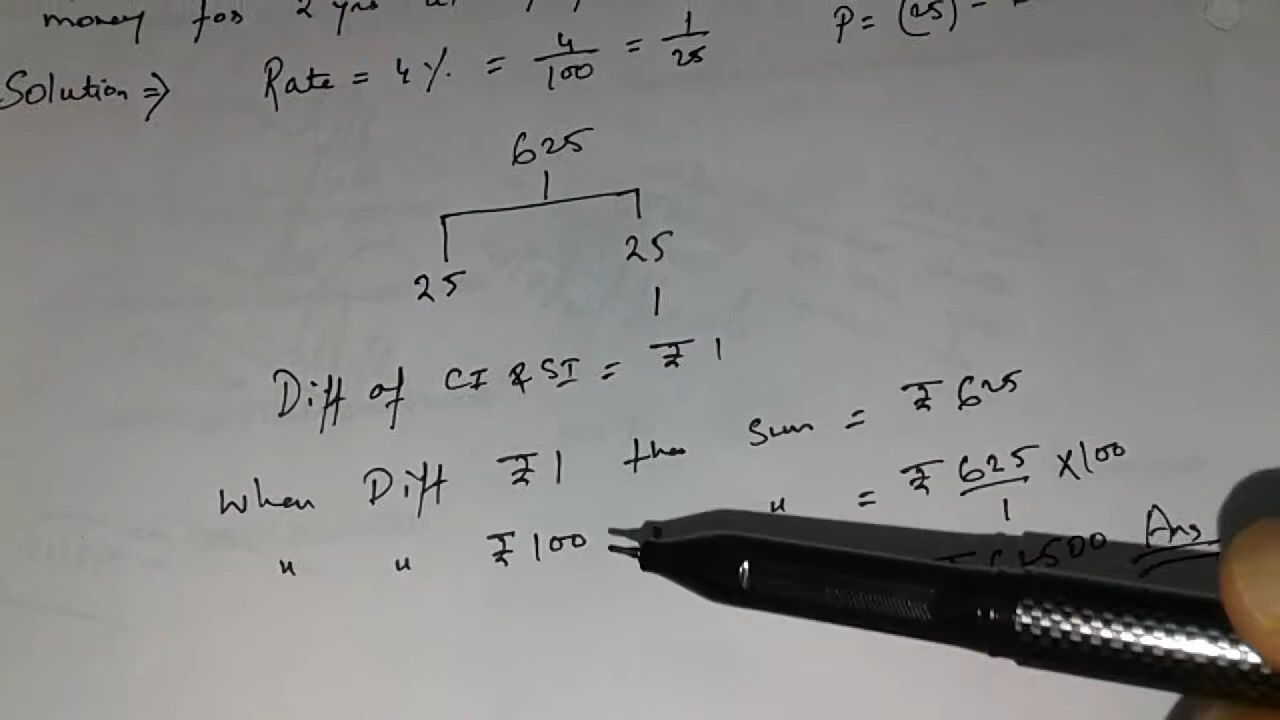 money for 2 yrs
Solution ⇒ Rate = 4 % = 4/100 = 1/25 P = (25)
625
25 25
1
Diff of CI & SI = ₹ 1
When Diff ₹ 1 then Sum = ₹ 625
" " ₹ 100 " = ₹ 625/1 × 100
2500 Ans